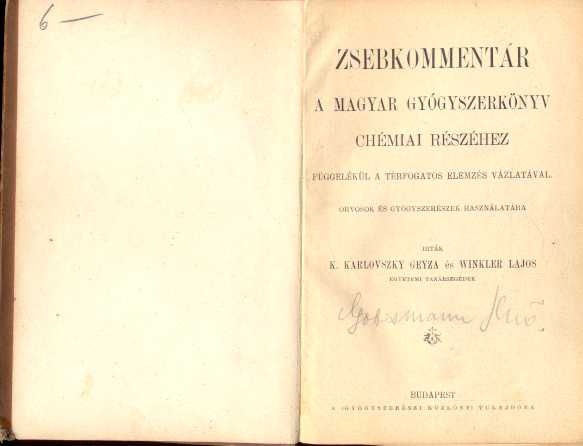 6 —
ZSEBKOMMENTÁR
A MAGYAR GYÓGYSZERKÖNYV
CHÉMIAI RÉSZÉHEZ
FÜGGELÉKÜL A TÉRFOGATOS ELEMZÉS VÁZLATÁVAL.
ORVOSOK ÉS GYÓGYSZERÉSZEK HASZNÁLATÁRA
IRTÁK
K. KARLOVSZKY GEYZA és WINKLER LAJOS
EGYETEMI TANÁRSEGÉDEK
Jenő.
BUDAPEST
A GYÓGYSZERÉSZI KÖZLÖNY TULAJDONA